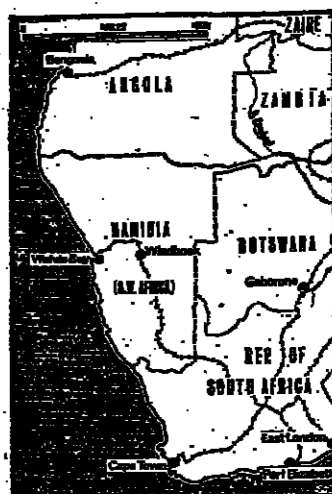 MILES
ZAIRE
Benguela
ANGOLA
ZAMBIA
NAMIBIA
Windhoek
Walvis Bay
(S.W. AFRICA)
BOTSWANA
Gaborone
REP OF
SOUTH AFRICA
East London
Cape Town
Port Elizabeth